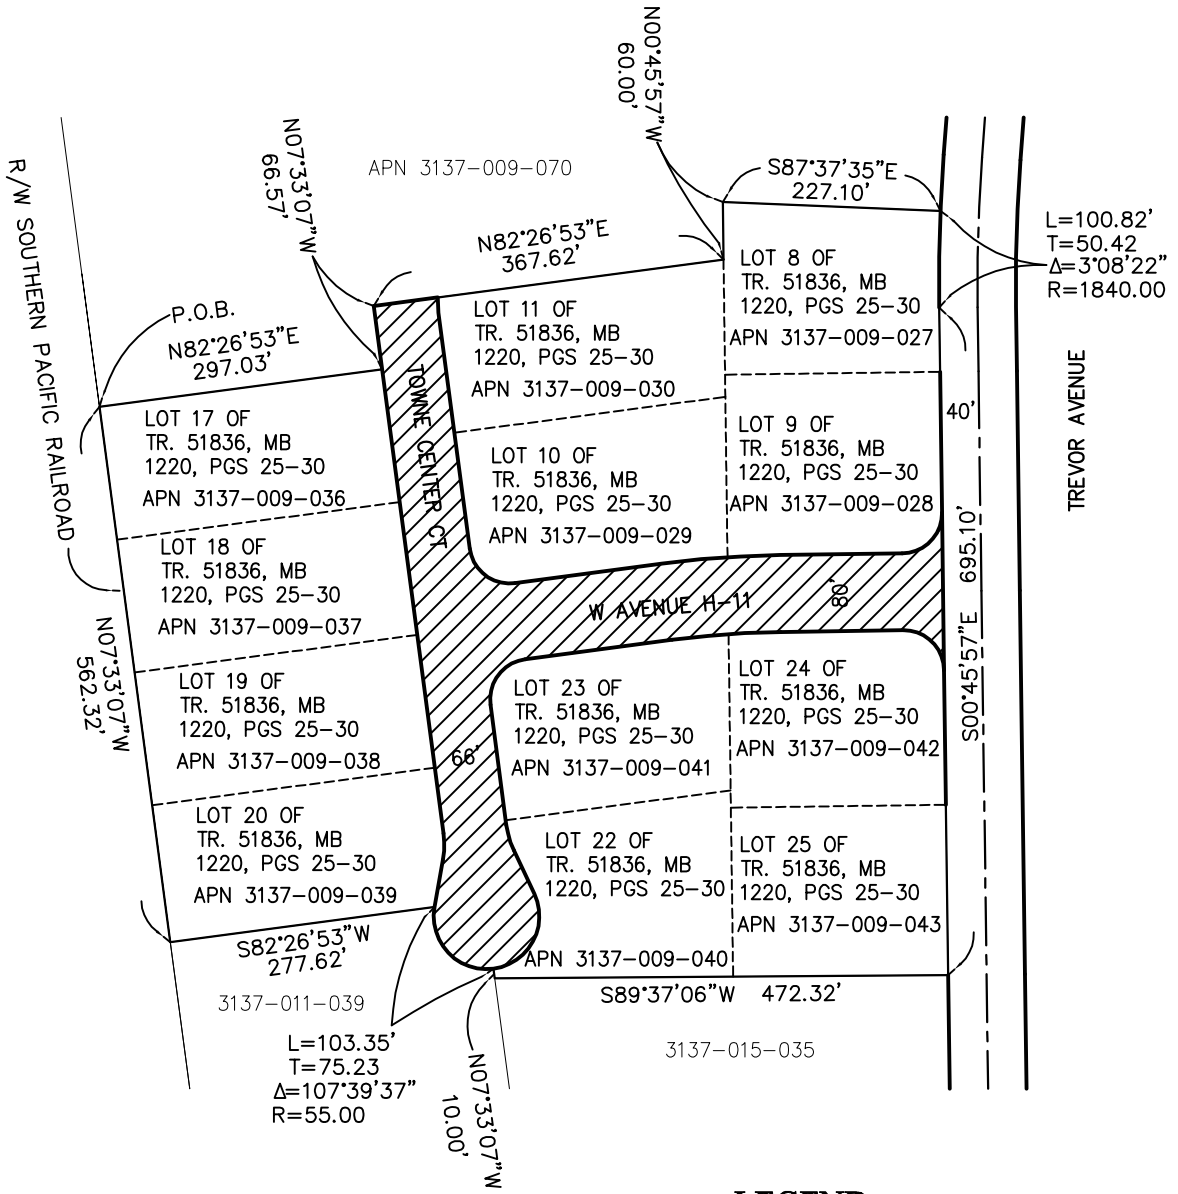 N00°45'57"W
60.00'
N07°33'07"W
66.57'
APN 3137-009-070
S87°37'35"E
227.10'
R/W SOUTHERN PACIFIC RAILROAD
N82°26'53"E
367.62'
L=100.82'
T=50.42
Δ=3°08'22"
R=1840.00
P.O.B.
N82°26'53"E
297.03'
LOT 8 OF
TR. 51836, MB
1220, PGS 25-30
APN 3137-009-027
LOT 11 OF
TR. 51836, MB
1220, PGS 25-30
APN 3137-009-030
TREVOR AVENUE
TOWNE CENTER CT
40'
LOT 17 OF
TR. 51836, MB
1220, PGS 25-30
APN 3137-009-036
LOT 10 OF
TR. 51836, MB
1220, PGS 25-30
APN 3137-009-029
LOT 9 OF
TR. 51836, MB
1220, PGS 25-30
APN 3137-009-028
LOT 18 OF
TR. 51836, MB
1220, PGS 25-30
APN 3137-009-037
W AVENUE H-11
80'
S00°45'57"E 695.10'
N07°33'07"W
562.32'
LOT 19 OF
TR. 51836, MB
1220, PGS 25-30
APN 3137-009-038
66'
LOT 23 OF
TR. 51836, MB
1220, PGS 25-30
APN 3137-009-041
LOT 24 OF
TR. 51836, MB
1220, PGS 25-30
APN 3137-009-042
LOT 20 OF
TR. 51836, MB
1220, PGS 25-30
APN 3137-009-039
LOT 22 OF
TR. 51836, MB
1220, PGS 25-30
APN 3137-009-040
LOT 25 OF
TR. 51836, MB
1220, PGS 25-30
APN 3137-009-043
S82°26'53"W
277.62'
3137-011-039
S89°37'06"W 472.32'
3137-015-035
L=103.35'
T=75.23
Δ=107°39'37"
R=55.00
N07°33'07"W
10.00'
LEGEND